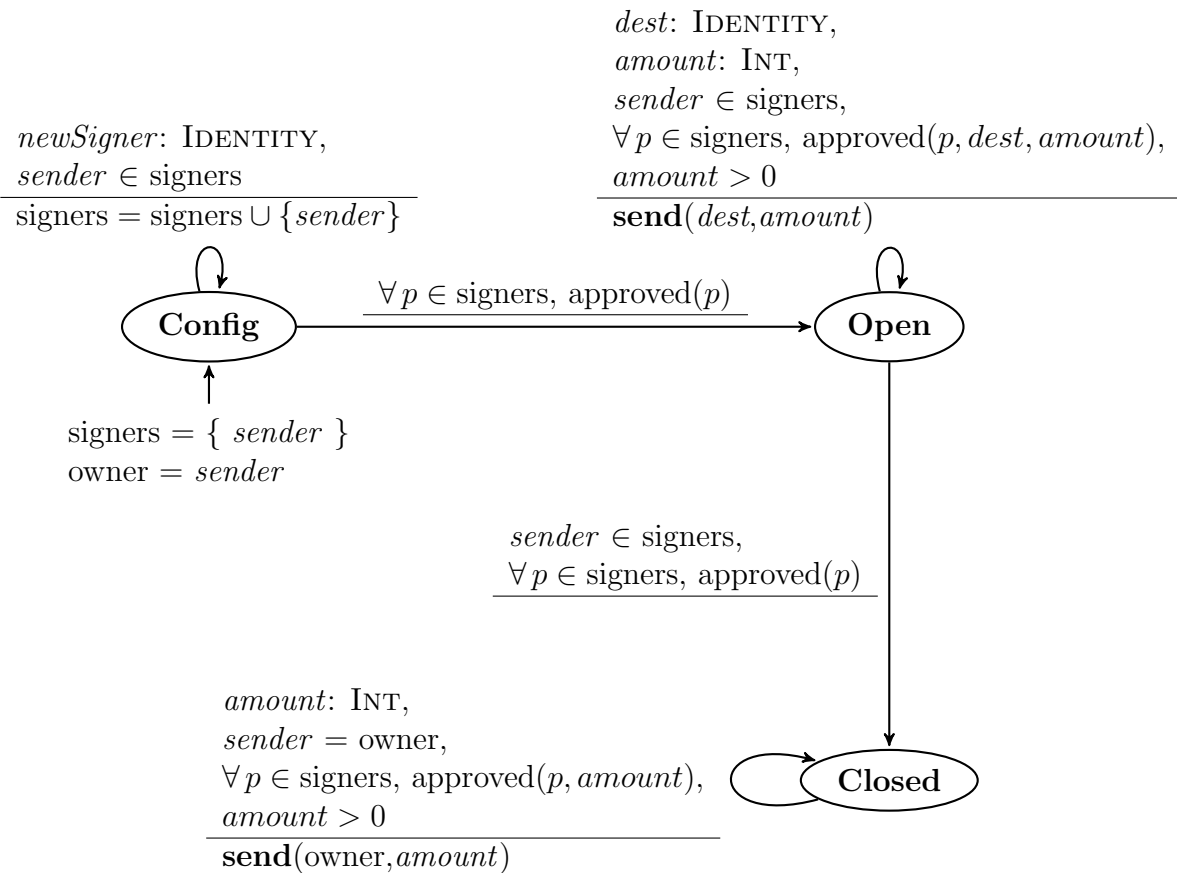 dest: IDENTITY,
amount: INT,
sender ∈ signers,
∀ p ∈ signers, approved(p, dest, amount),
amount > 0
send(dest,amount)
newSigner: IDENTITY,
sender ∈ signers
signers = signers ∪ {sender}
∀ p ∈ signers, approved(p)
Config
Open
signers = { sender }
owner = sender
sender ∈ signers,
∀ p ∈ signers, approved(p)
amount: INT,
sender = owner,
∀ p ∈ signers, approved(p, amount),
amount > 0
send(owner,amount)
Closed